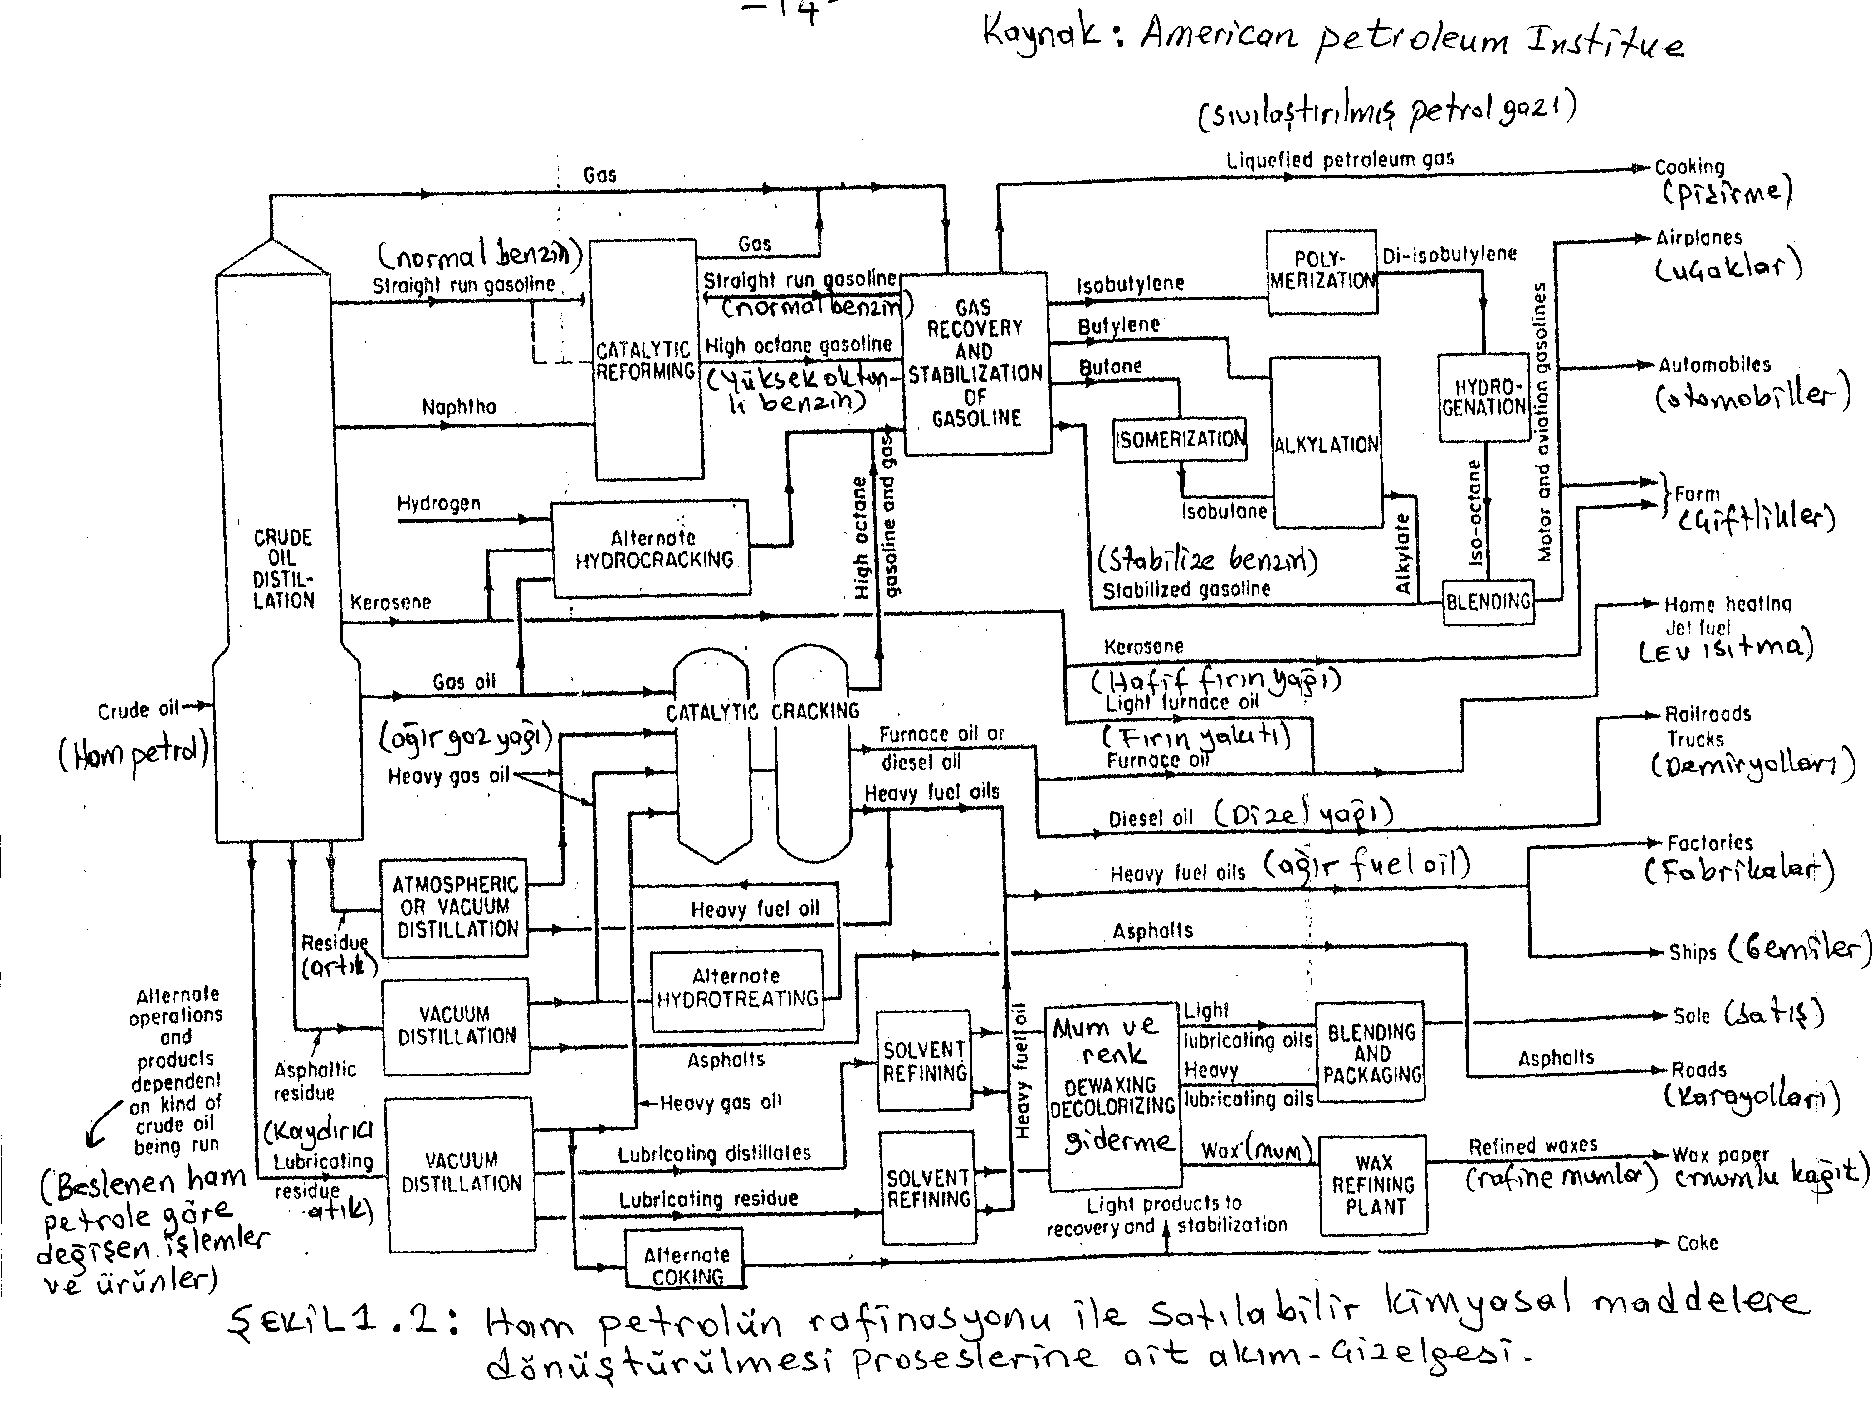 -14-
Kaynak: American petroleum Institue
(sıvılaştırılmış petrol gazı)
Liquefied petroleum gas
Cooking
(pişirme)
Gas
Gas
(normal benzin)
Straight run gasoline
Straight run gasoline
(normal benzin)
CATALYTIC
REFORMING
High octane gasoline
(Yüksek oktan-
lı benzin)
Naphtha
GAS
RECOVERY
AND
STABILIZATION
OF
GASOLINE
Isobutylene
Butylene
Butane
POLY-
MERIZATION
Di-isobutylene
HYDRO-
GENATION
ISOMERIZATION
Isobutane
ALKYLATION
Alkylate
Iso-octane
Motor and aviation gasolines
Airplanes
(uçaklar)
Automobiles
(otomobiller)
Farm
(Çiftlikler)
Hydrogen
Alternate
HYDROCRACKING
High octane
gasoline and gas
(Stabilize benzin)
Stabilized gasoline
BLENDING
CRUDE
OIL
DISTIL-
LATION
Kerosene
Kerosene
(Hafif fırın yağı)
Light furnace oil
(Fırın yakıtı)
Furnace oil
Home heating
Jet fuel
(Ev ısıtma)
Crude oil
(Ham petrol)
Gas oil
(ağır gaz yağı)
Heavy gas oil
CATALYTIC CRACKING
Furnace oil or
diesel oil
Heavy fuel oils
Railroads
Trucks
(Demiryolları)
Diesel oil (Dizel yağı)
Heavy fuel oils (ağır fuel oil)
Factories
(Fabrikalar)
Ships (Gemiler)
ATMOSPHERIC
OR VACUUM
DISTILLATION
Heavy fuel oil
Residue
(artık)
Asphalts
Alternate
HYDROTREATING
VACUUM
DISTILLATION
Asphalts
Asphaltic
residue
Alternate
operations
and
products
dependent
on kind of
crude oil
being run
(Beslenen ham
petrole göre
değişen işlemler
ve ürünler)
(Kaydırıcı
Lubricating
residue
atık)
VACUUM
DISTILLATION
Heavy gas oil
Lubricating distillates
Lubricating residue
SOLVENT
REFINING
SOLVENT
REFINING
Heavy fuel oil
Mum ve
renk
DEWAXING
DECOLORIZING
giderme
Light
lubricating oils
Heavy
lubricating oils
BLENDING
AND
PACKAGING
Sale (Satış)
Asphalts
Roads
(Karayolları)
Wax (mum)
WAX
REFINING
PLANT
Refined waxes
(rafine mumlar)
Wax paper
(mumlu kağıt)
Light products to
recovery and stabilization
Alternate
COKING
Coke
ŞEKİL 1.2: Ham petrolün rafinasyonu ile satılabilir kimyasal maddelere
dönüştürülmesi proseslerine ait akım-çizelgesi.